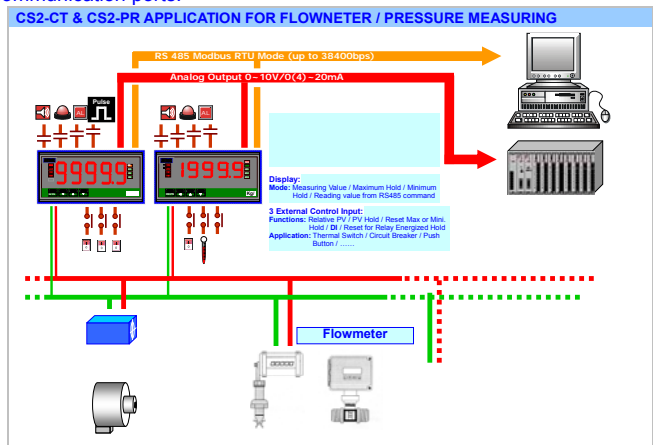 ommunication ports.
CS2-CT & CS2-PR APPLICATION FOR FLOWNETER / PRESSURE MEASURING
RS 485 Modbus RTU Mode (up to 38400bps)
Analog Output 0~10V/0(4)~20mA
Pulse
AL
AL
99999
1999.9
Display:
Mode: Measuring Value / Maximum Hold / Minimum
Hold / Reading value from RS485 command
3 External Control Input:
Functions: Relative PV / PV Hold / Reset Max or Mini.
Hold / DI / Reset for Relay Energized Hold
Application: Thermal Switch / Circuit Breaker / Push
Button / ......
Flowmeter